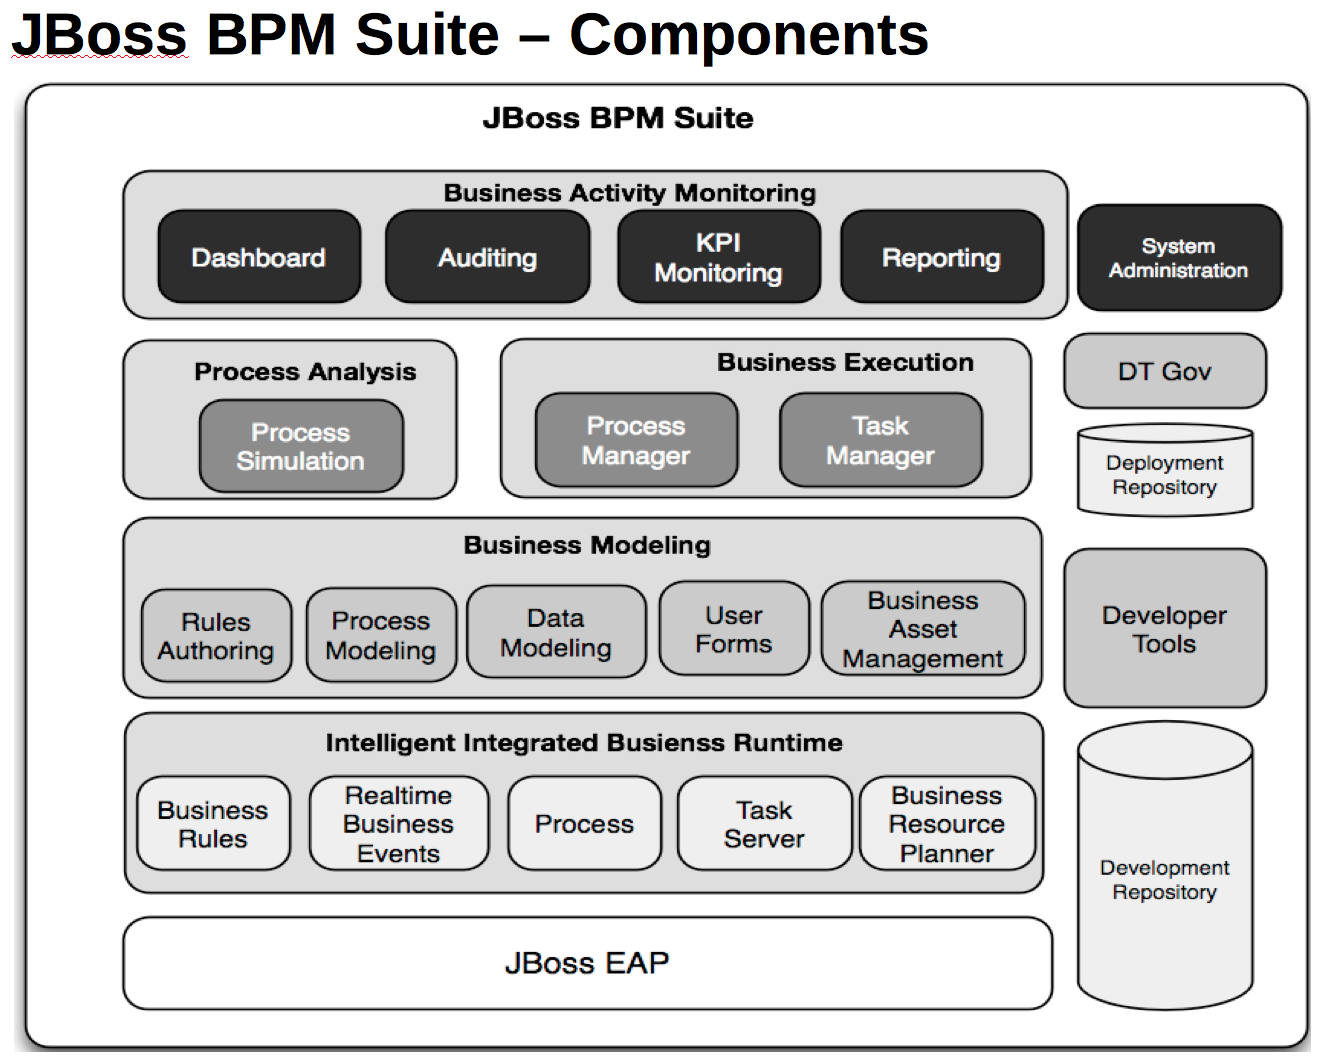 JBoss BPM Suite – Components
JBoss BPM Suite
Business Activity Monitoring
Dashboard
Auditing
KPI
Monitoring
Reporting
System
Administration
Process Analysis
Process
Simulation
Business Execution
Process
Manager
Task
Manager
DT Gov
Deployment
Repository
Business Modeling
Rules
Authoring
Process
Modeling
Data
Modeling
User
Forms
Business
Asset
Management
Developer
Tools
Intelligent Integrated Busienss Runtime
Business
Rules
Realtime
Business
Events
Process
Task
Server
Business
Resource
Planner
Development
Repository
JBoss EAP